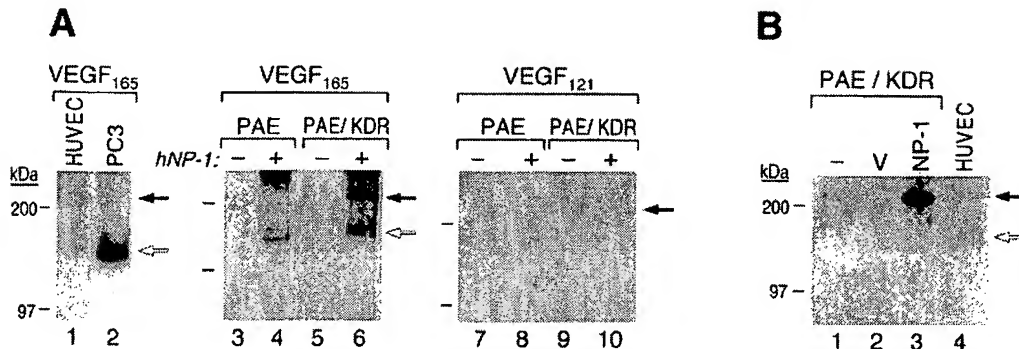 A
VEGF165
HUVEC
PC3
kDa
200
97
1 2
VEGF165
PAE PAE/KDR
hNP-1: – + – +
3 4 5 6
VEGF121
PAE PAE/KDR
– + – +
7 8 9 10
B
PAE / KDR
– V NP-1 HUVEC
kDa
200
97
1 2 3 4